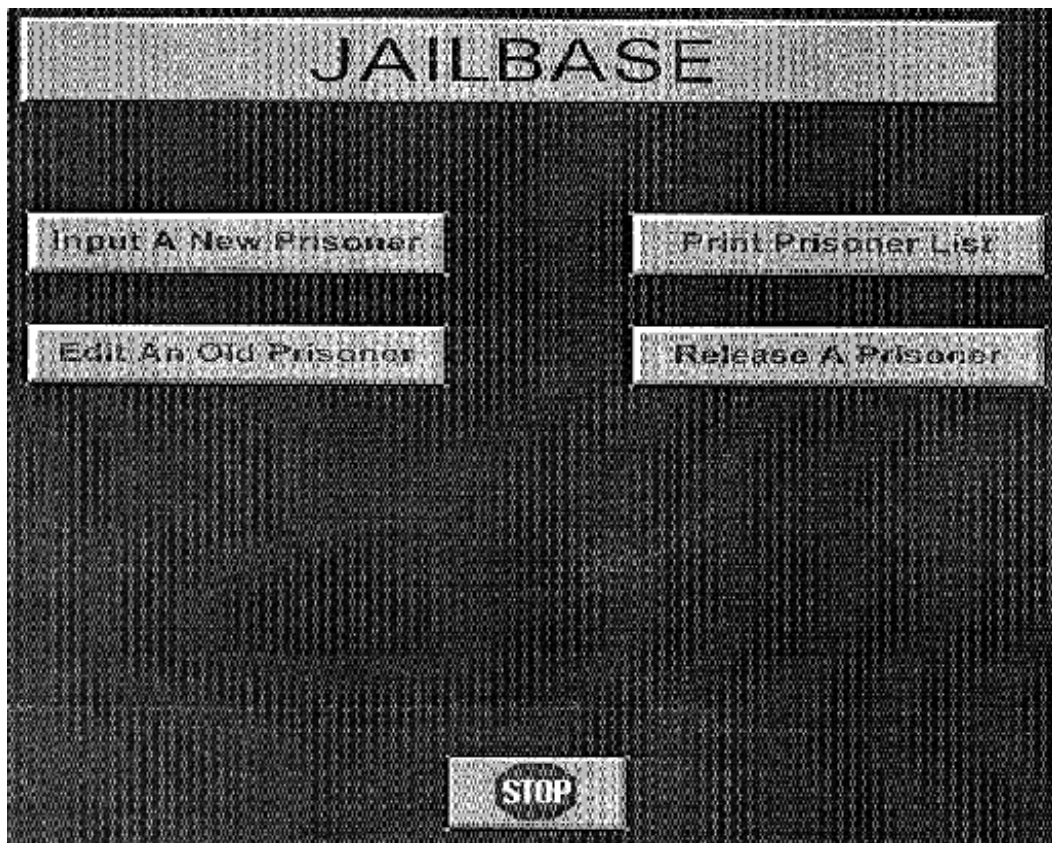 JAILBASE
Input A New Prisoner
Print Prisoner List
Edit An Old Prisoner
Release A Prisoner
STOP